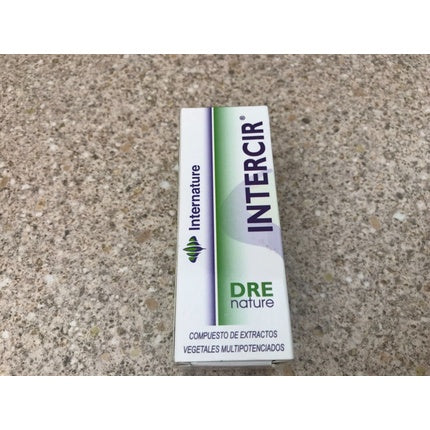 Internature
INTERCIR®
DRE
nature
COMPUESTO DE EXTRACTOS
VEGETALES MULTIPOTENCIADOS